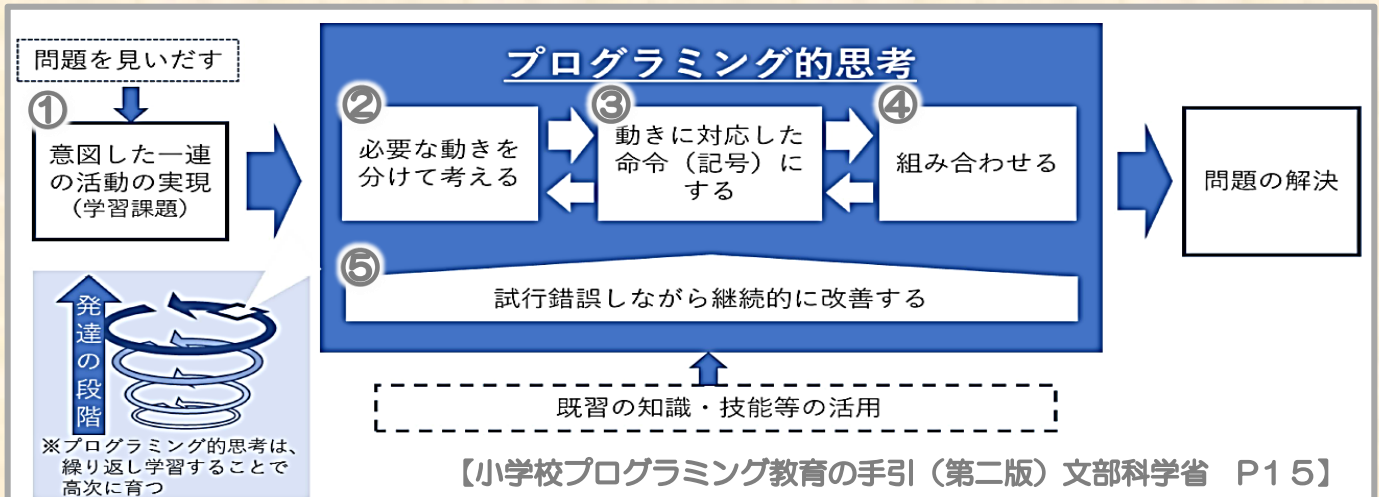 問題を見いだす
①
意図した一連
の活動の実現
(学習課題)
プログラミング的思考
②
必要な動きを
分けて考える
③
動きに対応した
命令（記号）に
する
④
組み合わせる
⑤
試行錯誤しながら継続的に改善する
問題の解決
既習の知識・技能等の活用
発達の段階
※プログラミング的思考は、
繰り返し学習することで
高次に育つ
【小学校プログラミング教育の手引（第二版）文部科学省　P１５】